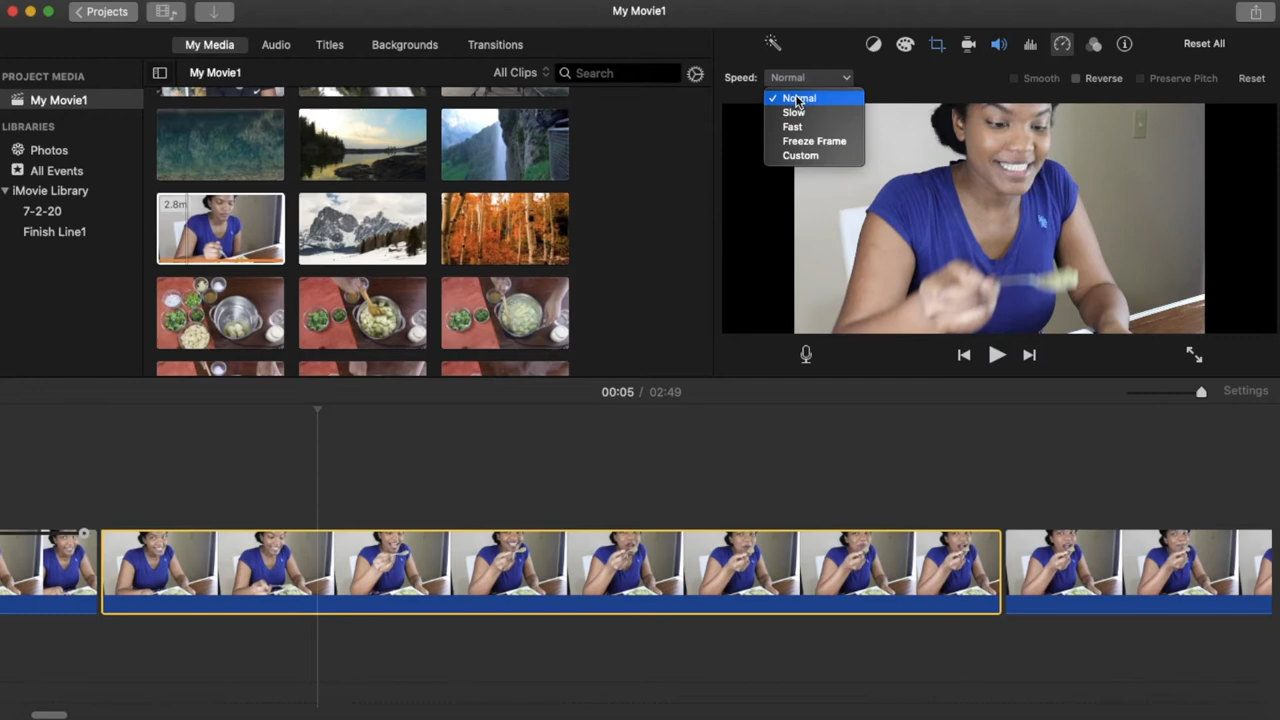 Projects
My Movie1
My Media
Audio
Titles
Backgrounds
Transitions
Reset All
PROJECT MEDIA
My Movie1
LIBRARIES
Photos
All Events
iMovie Library
7-2-20
Finish Line1
My Movie1
All Clips
Search
Speed:
Normal
Smooth
Reverse
Preserve Pitch
Reset
Normal
Slow
Fast
Freeze Frame
Custom
2.8m
00:05 / 02:49
Settings